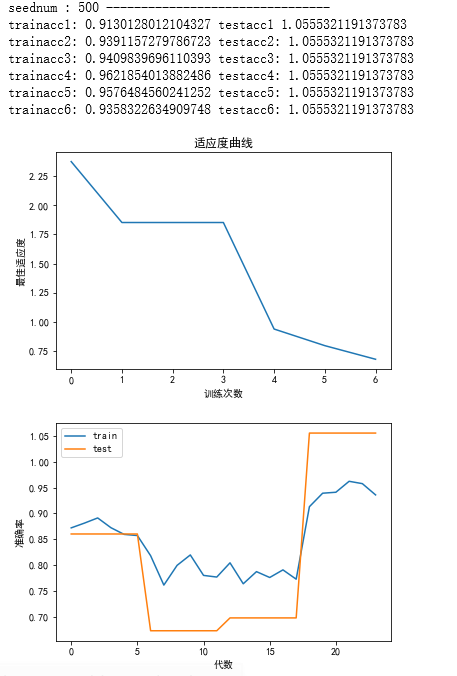 seednum : 500 --------------------------------
trainacc1: 0.9130128012104327 testacc1 1.0555321191373783
trainacc2: 0.9391157279786723 testacc2: 1.0555321191373783
trainacc3: 0.9409839696110393 testacc3: 1.0555321191373783
trainacc4: 0.9621854013882486 testacc4: 1.0555321191373783
trainacc5: 0.9576484560241252 testacc5: 1.0555321191373783
trainacc6: 0.9358322634909748 testacc6: 1.0555321191373783
适应度曲线
2.25
2.00
1.75
1.50
1.25
1.00
0.75
最佳适应度
0 1 2 3 4 5 6
训练次数
train
test
1.05
1.00
0.95
0.90
0.85
0.80
0.75
0.70
准确率
0 5 10 15 20
代数